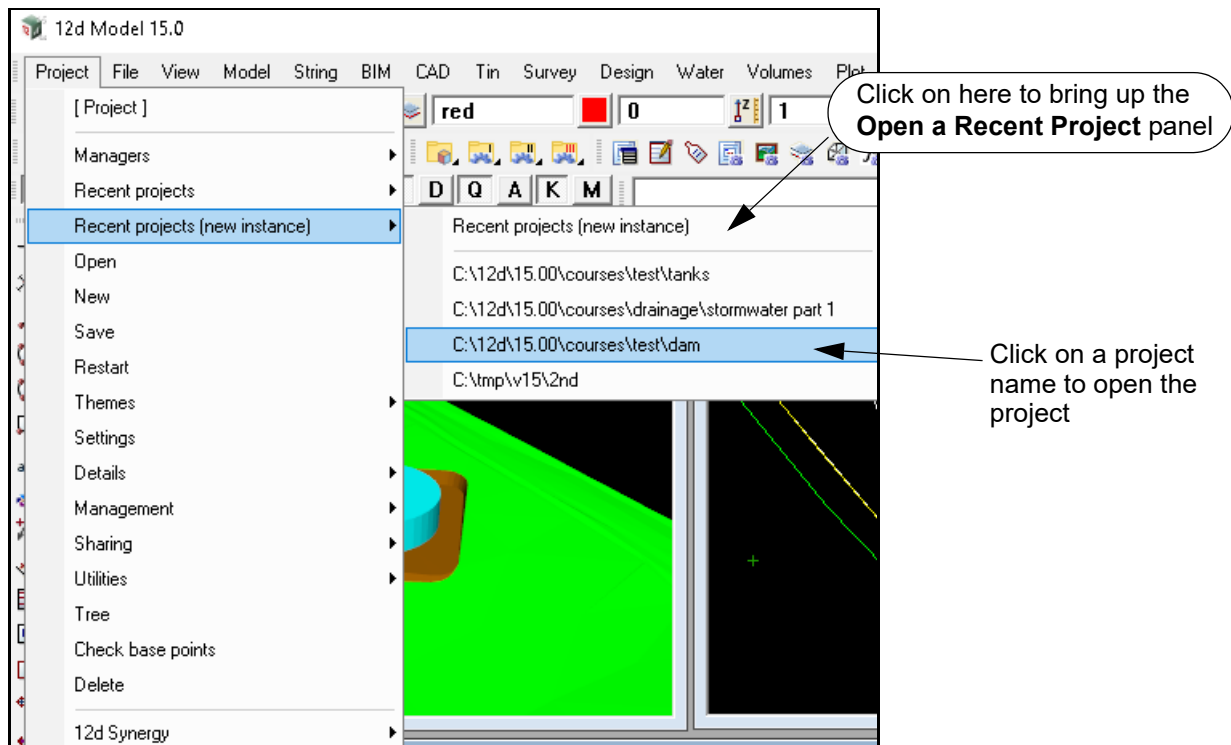 12d Model 15.0
Project File View Model String BIM CAD Tin Survey Design Water Volumes Plot
[ Project ]
red 0 1
Click on here to bring up the
Open a Recent Project panel
Managers
Recent projects
D Q A K M
Recent projects (new instance)
Recent projects (new instance)
Open
C:\12d\15.00\courses\test\tanks
New
C:\12d\15.00\courses\drainage\stormwater part 1
Save
C:\12d\15.00\courses\test\dam
Click on a project
name to open the
project
Restart
C:\tmp\v15\2nd
Themes
Settings
Details
Management
Sharing
Utilities
Tree
Check base points
Delete
12d Synergy